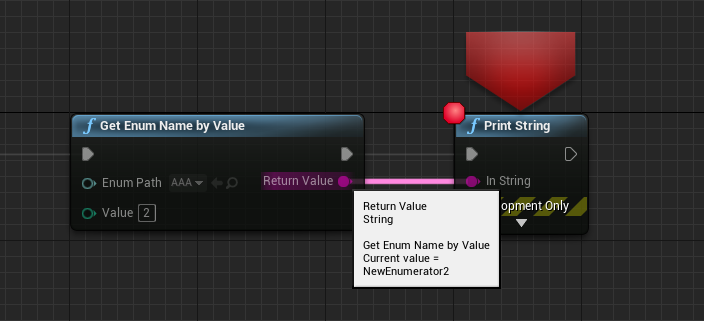 f Get Enum Name by Value
f Print String
Enum Path AAA
Return Value
In String
Value 2
opment Only
Return Value
String
Get Enum Name by Value
Current value =
NewEnumerator2